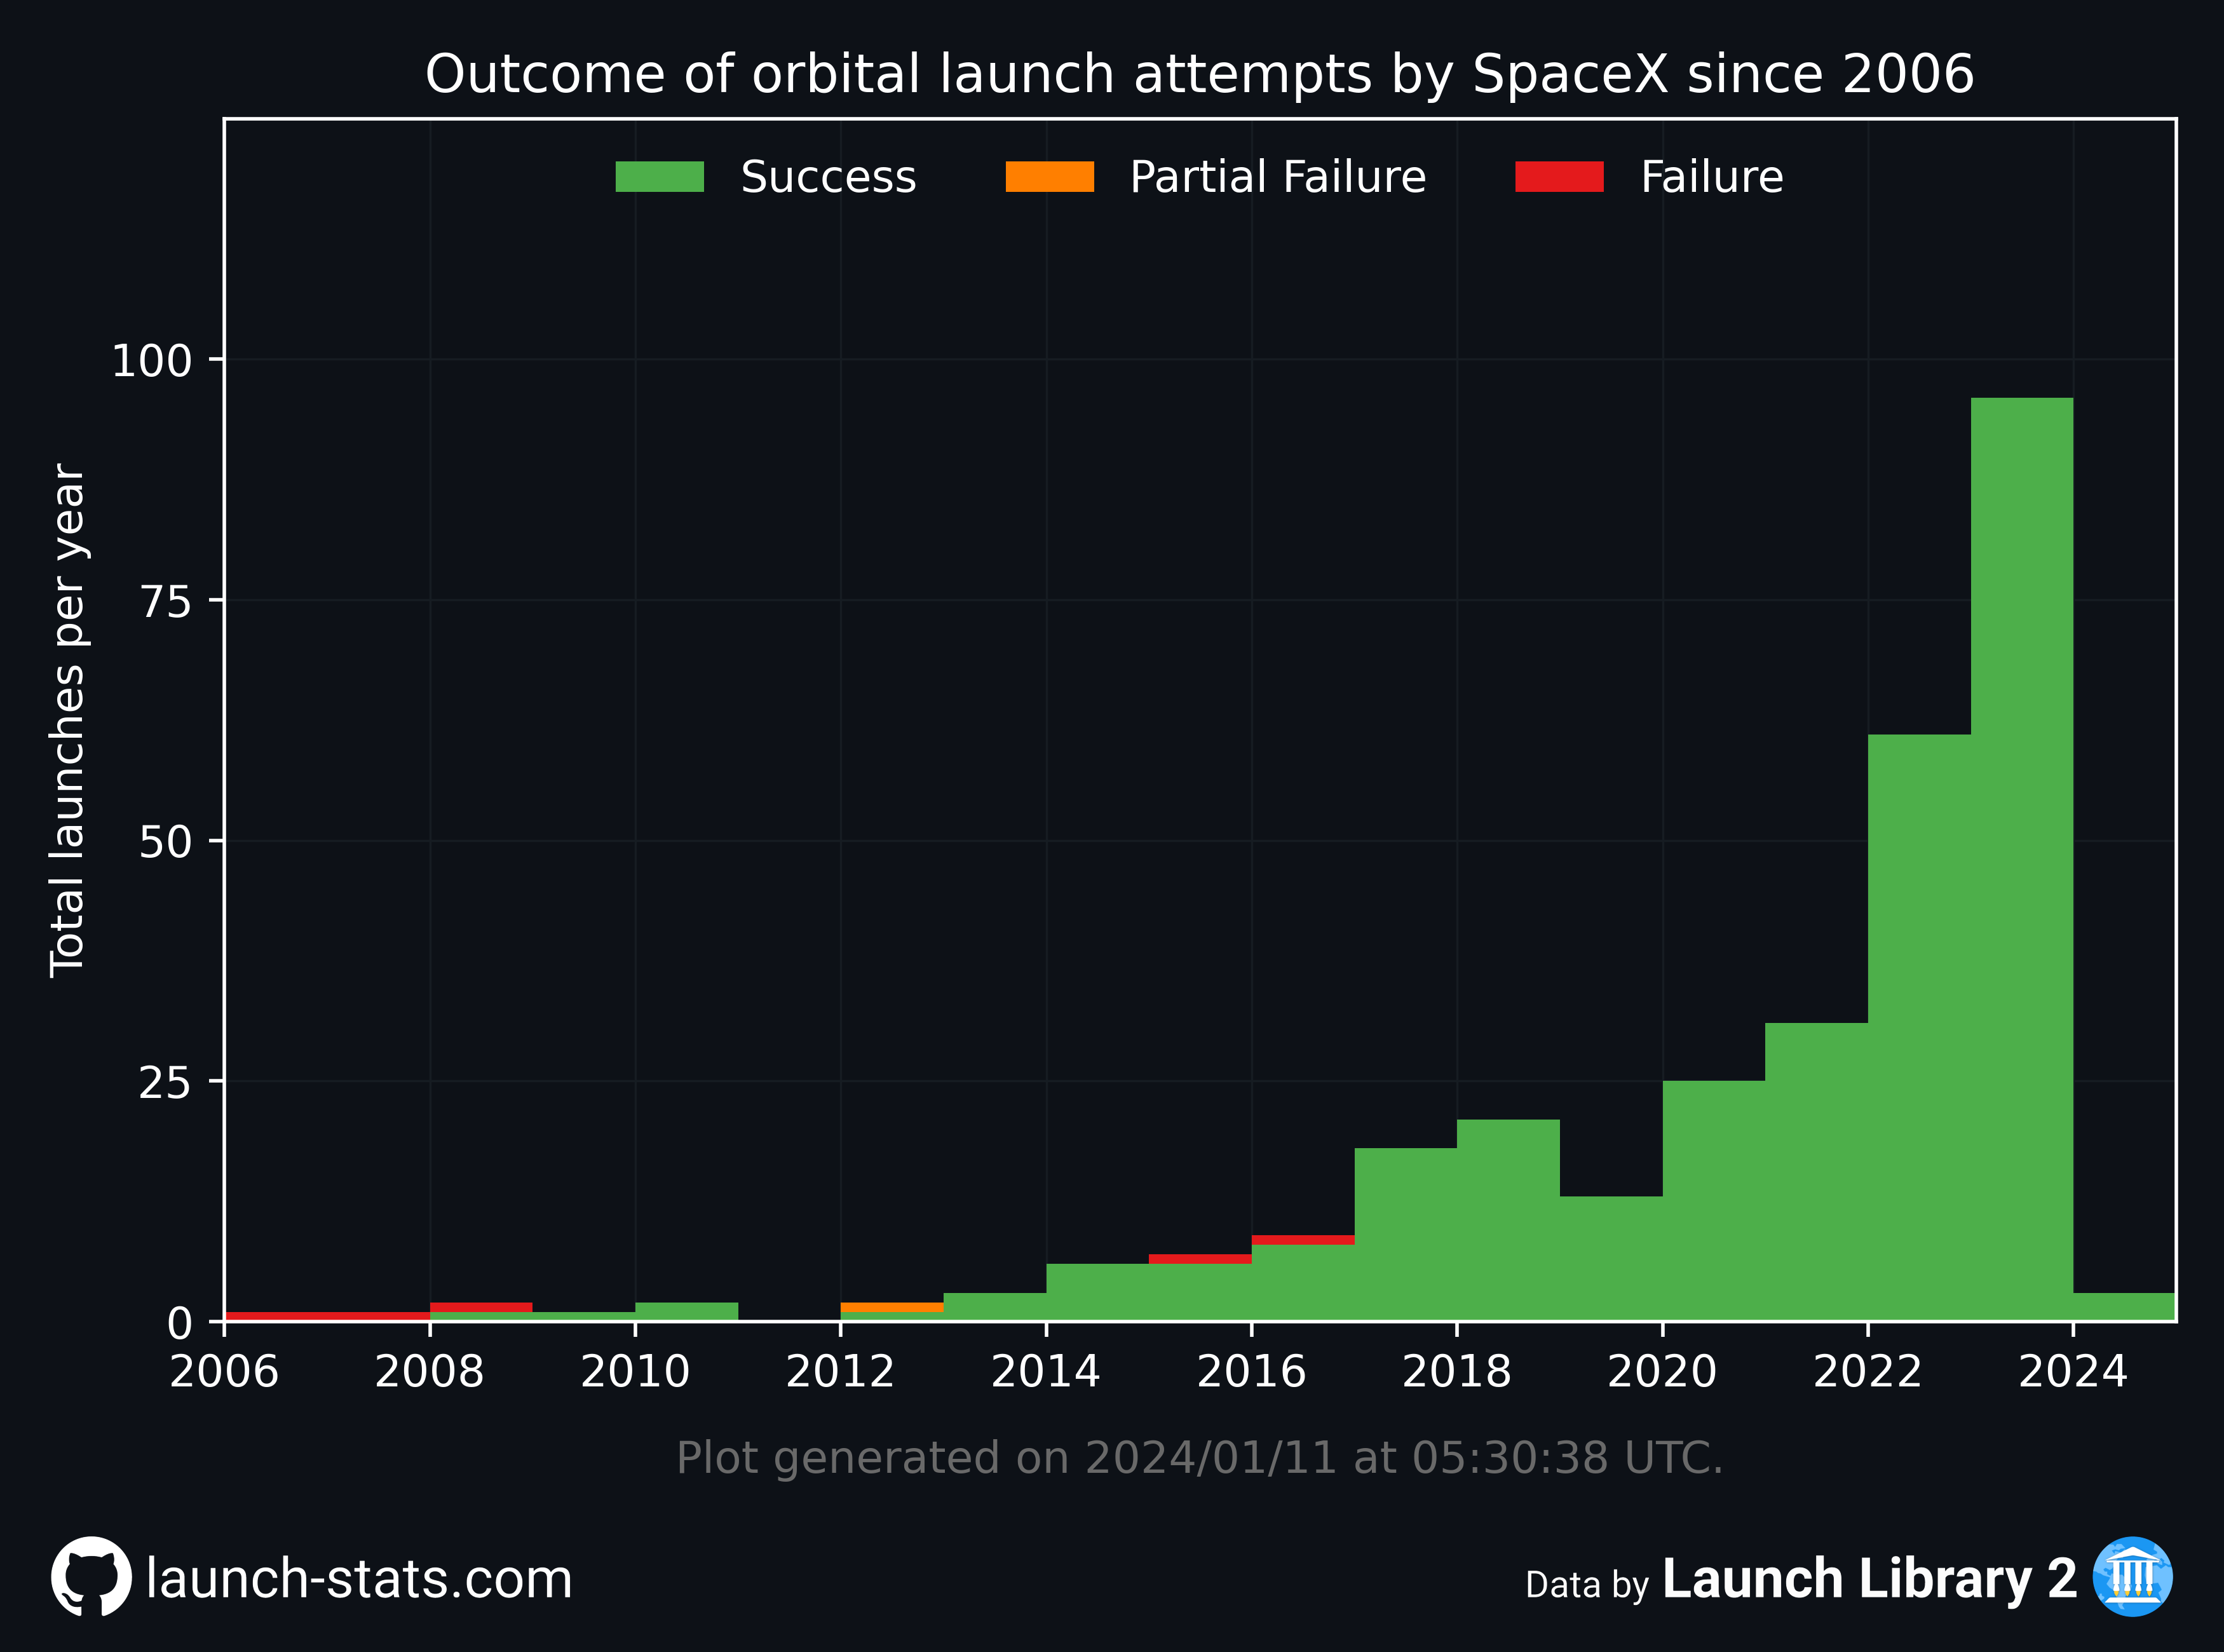 Outcome of orbital launch attempts by SpaceX since 2006
Success Partial Failure Failure
Total launches per year
100
75
50
25
0
2006 2008 2010 2012 2014 2016 2018 2020 2022 2024
Plot generated on 2024/01/11 at 05:30:38 UTC.
launch-stats.com
Data by Launch Library 2